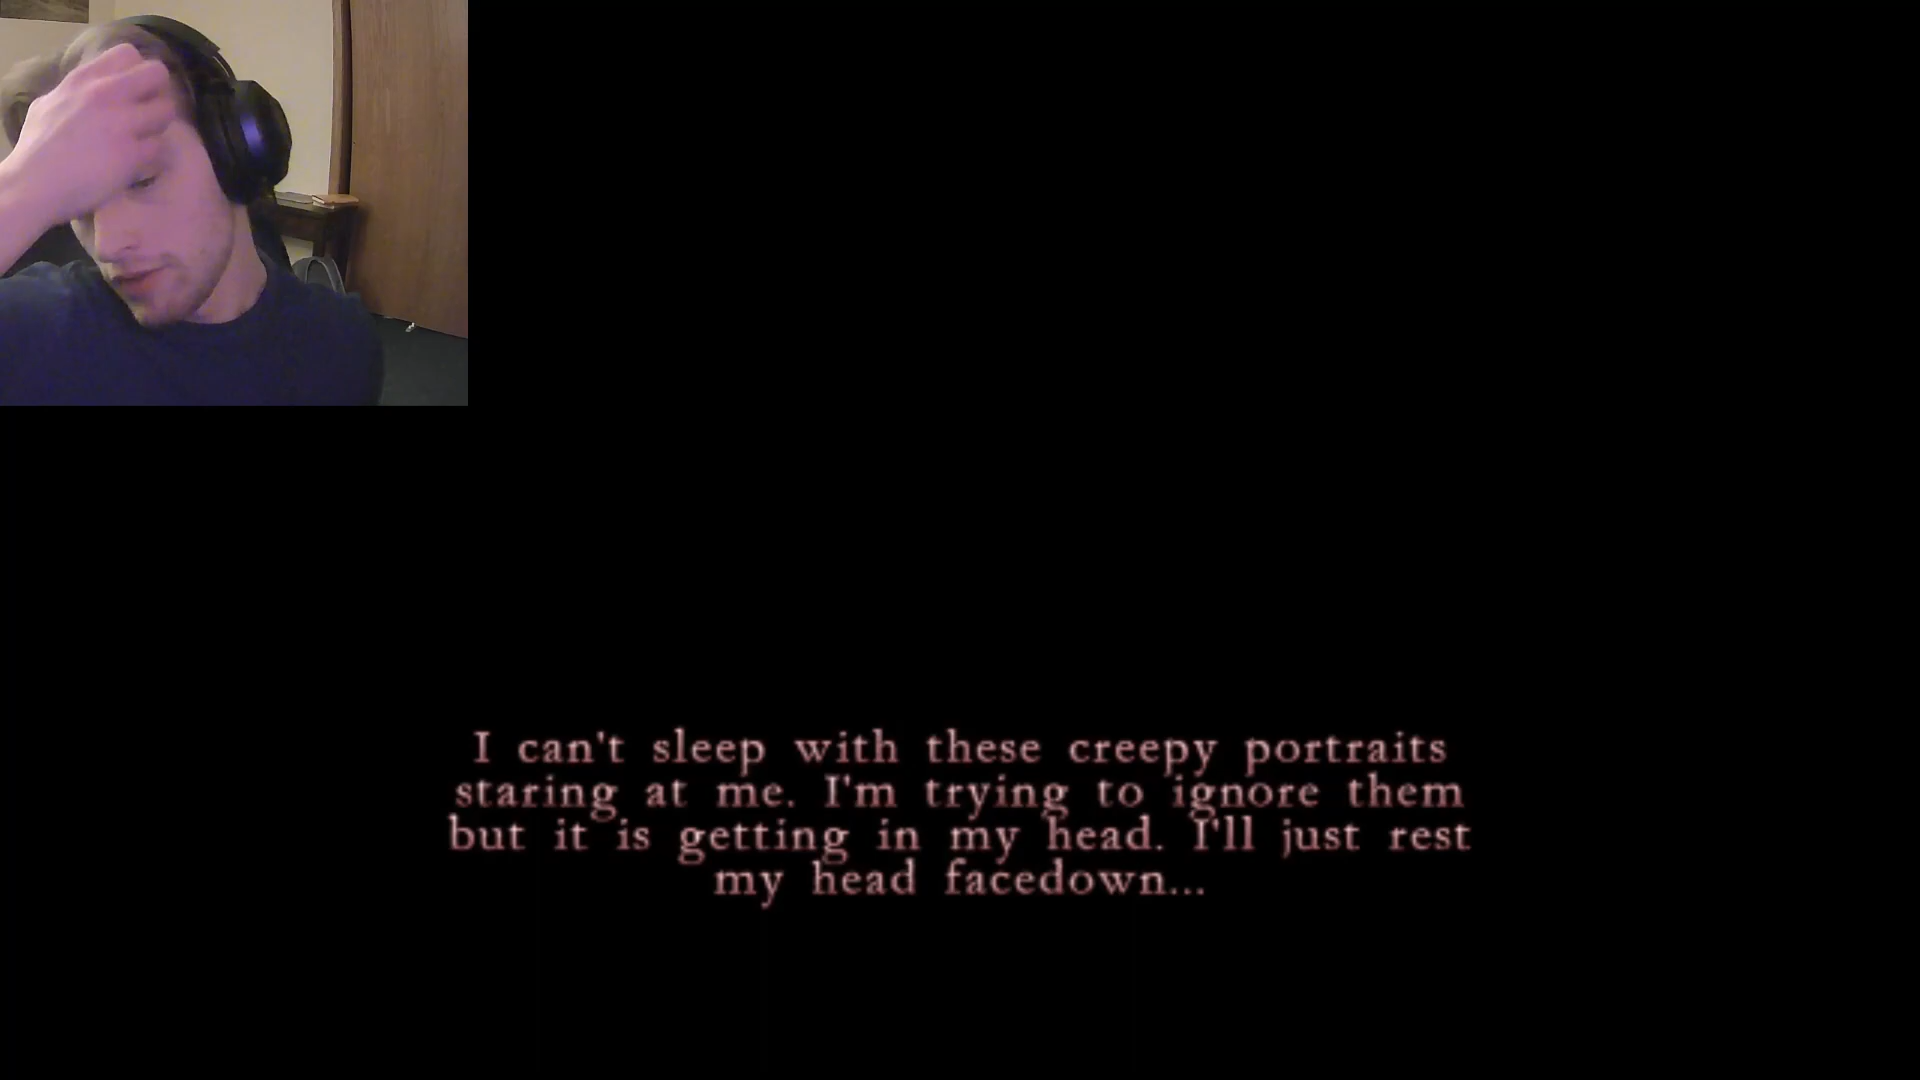 I can't sleep with these creepy portraits
staring at me. I'm trying to ignore them
but it is getting in my head. I'll just rest
my head facedown...